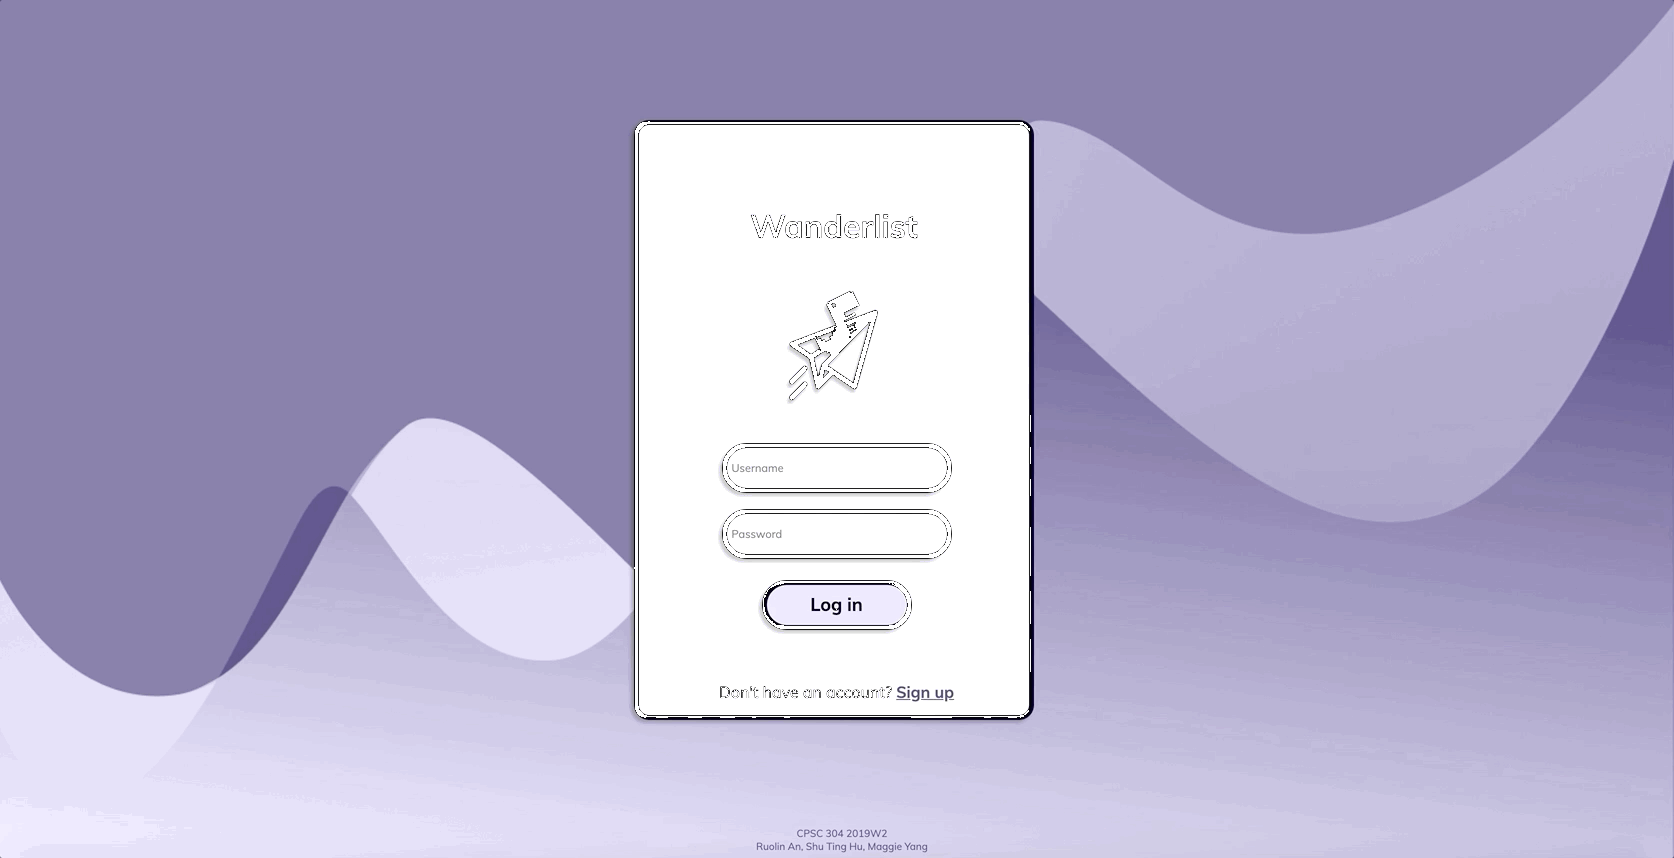 Wanderlist
Username
Password
Log in
Don't have an account? Sign up
CPSC 304 2019W2
Ruolin An, Shu Ting Hu, Maggie Yang